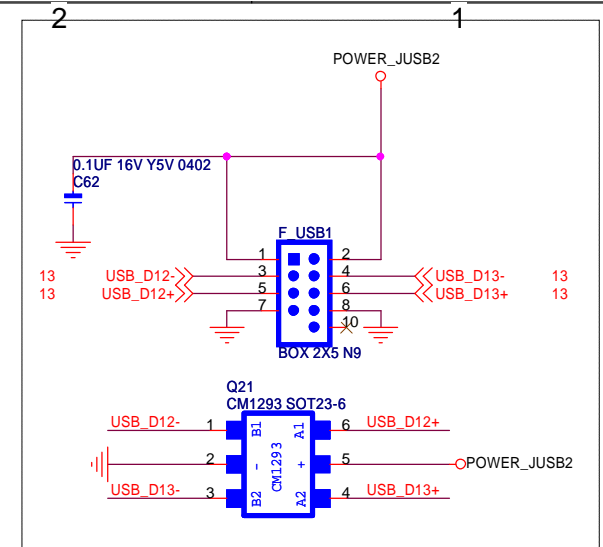 2 1
POWER_JUSB2
0.1UF 16V Y5V 0402
C62
F_USB1
1 2
13 USB_D12- 3 4 USB_D13- 13
13 USB_D12+ 5 6 USB_D13+ 13
7 8
10
BOX 2X5 N9
Q21
CM1293 SOT23-6
USB_D12- 1 B1 A1 6 USB_D12+
2 - CM1293 + 5 POWER_JUSB2
USB_D13- 3 B2 A2 4 USB_D13+